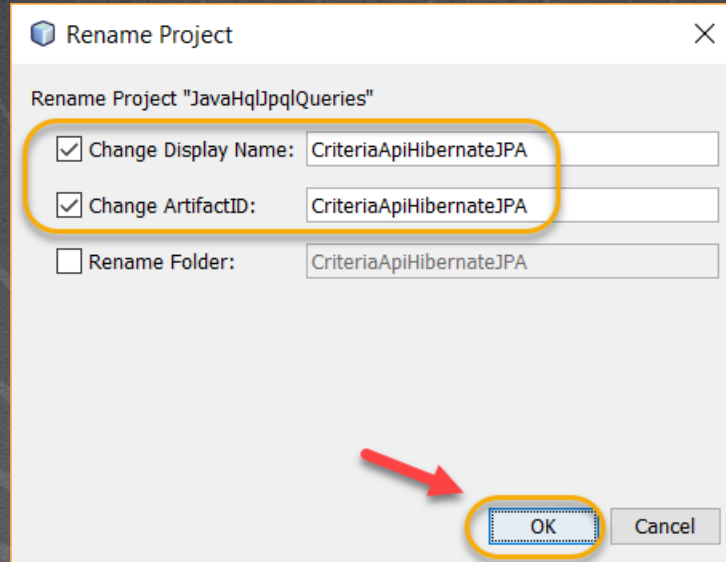 Rename Project
Rename Project "JavaHqlJpqlQueries"
Change Display Name: CriteriaApiHibernateJPA
Change ArtifactID: CriteriaApiHibernateJPA
Rename Folder: CriteriaApiHibernateJPA
OK Cancel